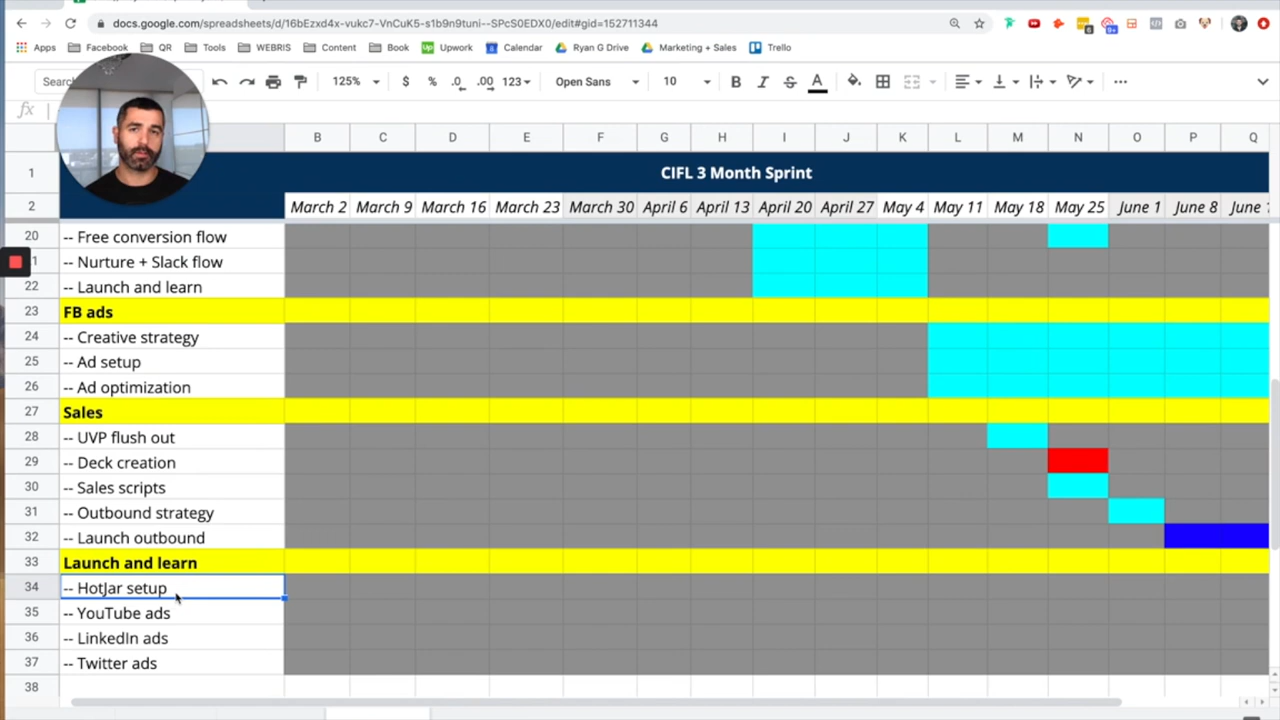 docs.google.com/spreadsheets/d/16bEzxd4x-vukc7-VnCuK5-s1b9n9tuni--SPcS0EDX0/edit#gid=152711344
Apps Facebook QR Tools WEBRIS Content Book Up Upwork Calendar Ryan G Drive Marketing + Sales Trello
125% $ % .0 .00 123 Open Sans 10 B I S A
fx
B C D E F G H I J K L M N O P Q
1 CIFL 3 Month Sprint
2 March 2 March 9 March 16 March 23 March 30 April 6 April 13 April 20 April 27 May 4 May 11 May 18 May 25 June 1 June 8 June
20 -- Free conversion flow
1 -- Nurture + Slack flow
22 -- Launch and learn
23 FB ads
24 -- Creative strategy
25 -- Ad setup
26 -- Ad optimization
27 Sales
28 -- UVP flush out
29 -- Deck creation
30 -- Sales scripts
31 -- Outbound strategy
32 -- Launch outbound
33 Launch and learn
34 -- HotJar setup
35 -- YouTube ads
36 -- LinkedIn ads
37 -- Twitter ads
38